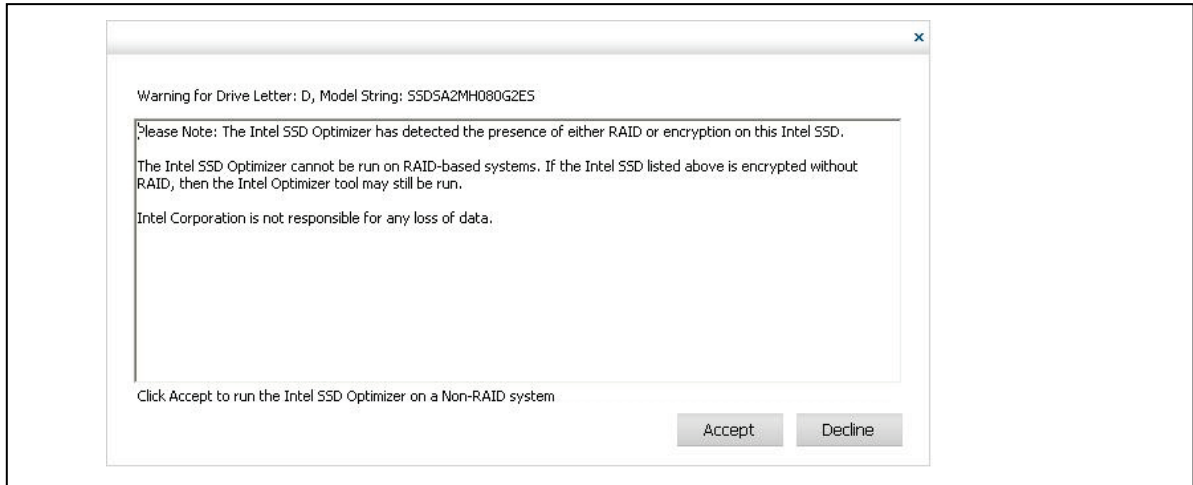 x
Warning for Drive Letter: D, Model String: SSDSA2MH080G2ES
Please Note: The Intel SSD Optimizer has detected the presence of either RAID or encryption on this Intel SSD.
The Intel SSD Optimizer cannot be run on RAID-based systems. If the Intel SSD listed above is encrypted without
RAID, then the Intel Optimizer tool may still be run.
Intel Corporation is not responsible for any loss of data.
Click Accept to run the Intel SSD Optimizer on a Non-RAID system
Accept Decline